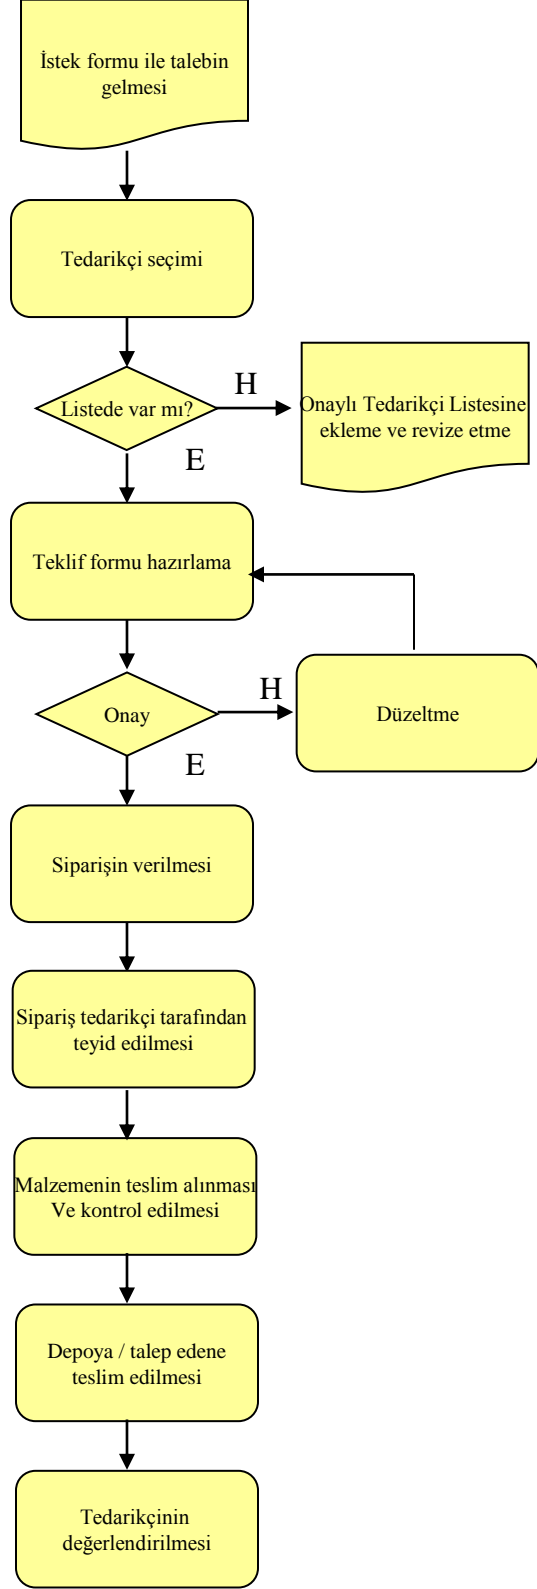 İstek formu ile talebin
gelmesi
Tedarikçi seçimi
Listede var mı?
H
Onaylı Tedarikçi Listesine
ekleme ve revize etme
E
Teklif formu hazırlama
Onay
H
Düzeltme
E
Siparişin verilmesi
Sipariş tedarikçi tarafından
teyid edilmesi
Malzemenin teslim alınması
Ve kontrol edilmesi
Depoya / talep edene
teslim edilmesi
Tedarikçinin
değerlendirilmesi